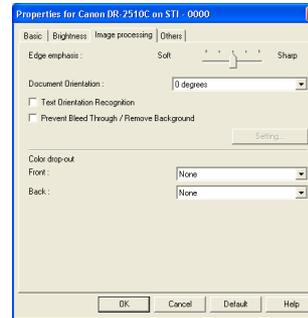 Properties for Canon DR-2510C on STI - 0000
Basic Brightness Image processing Others
Edge emphasis : Soft Sharp
Document Orientation : 0 degrees
Text Orientation Recognition
Prevent Bleed Through / Remove Background
Setting...
Color drop-out
Front : None
Back : None
OK Cancel Default Help